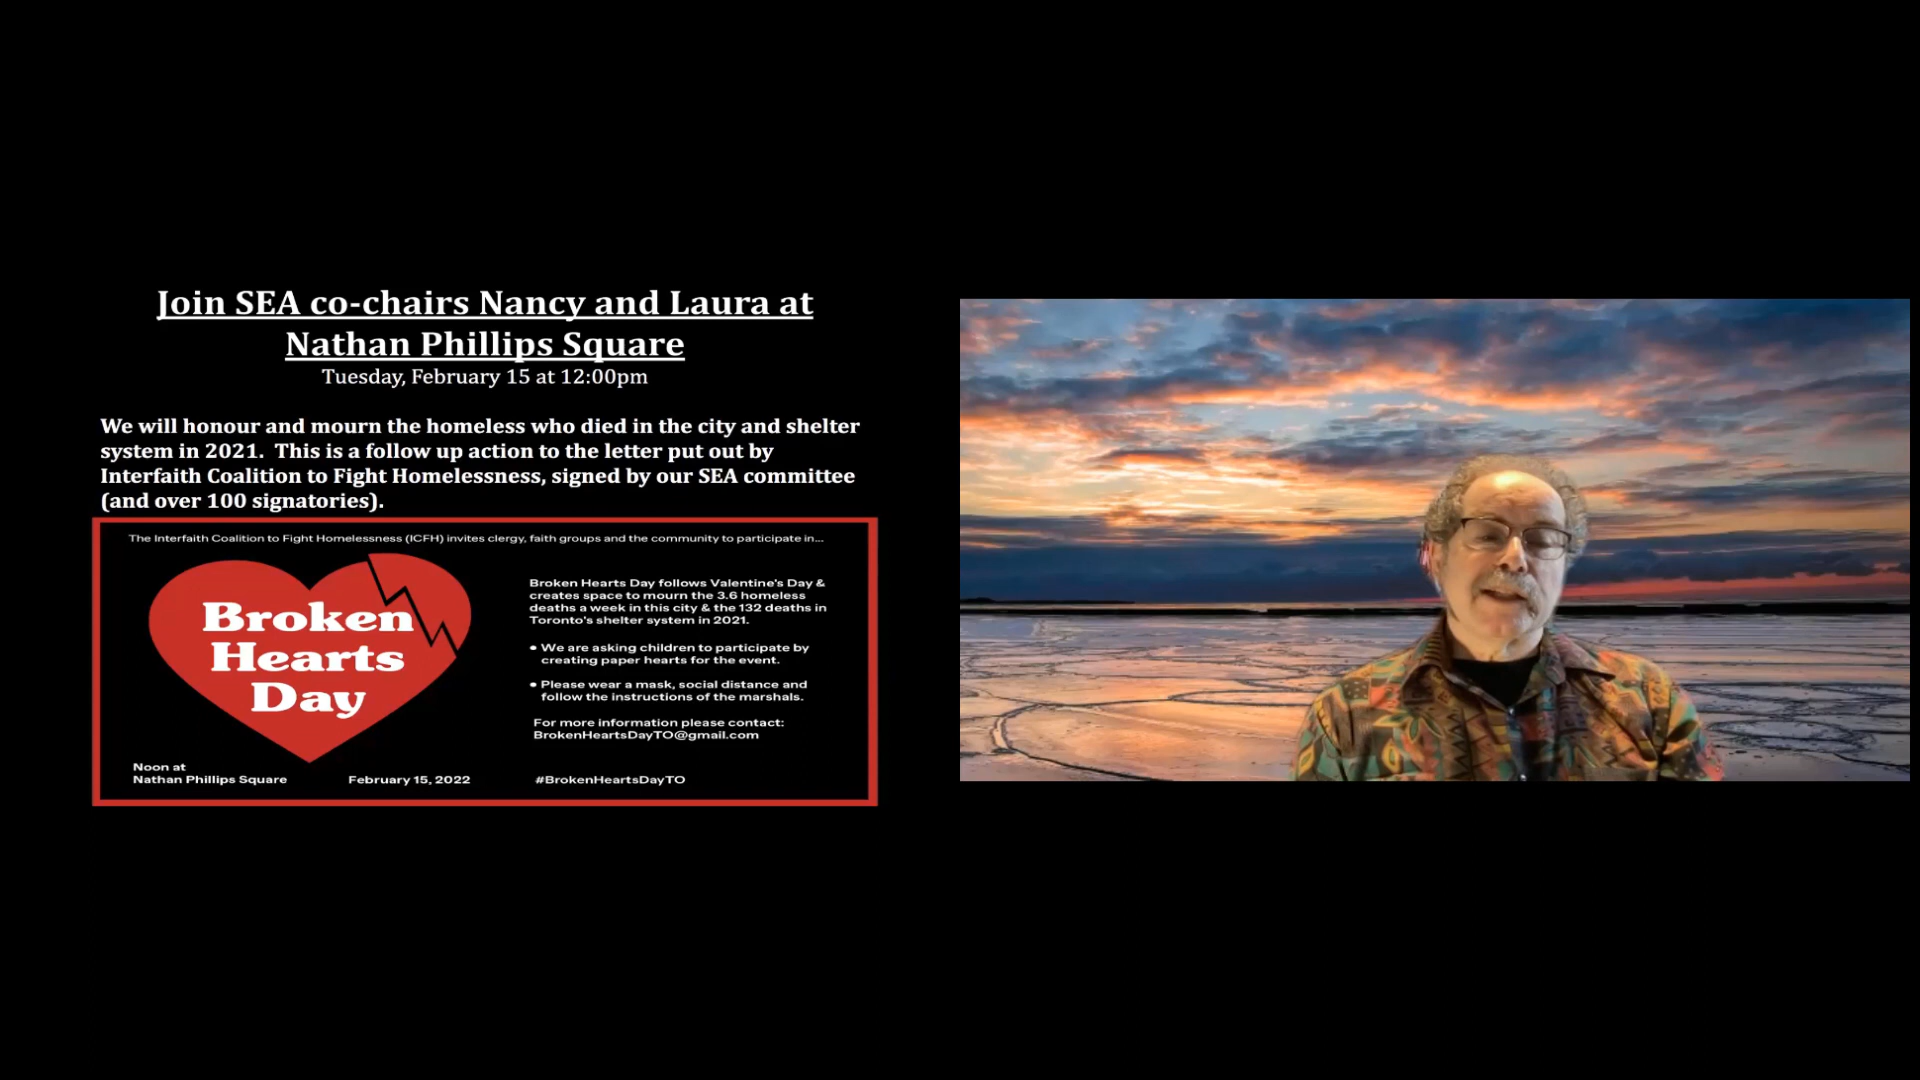 Join SEA co-chairs Nancy and Laura at
Nathan Phillips Square
Tuesday, February 15 at 12:00pm
We will honour and mourn the homeless who died in the city and shelter
system in 2021.  This is a follow up action to the letter put out by
Interfaith Coalition to Fight Homelessness, signed by our SEA committee
(and over 100 signatories).
The Interfaith Coalition to Fight Homelessness (ICFH) invites clergy, faith groups and the community to participate in...
Broken
Hearts
Day
Broken Hearts Day follows Valentine's Day &
creates space to mourn the 3.6 homeless
deaths a week in this city & the 132 deaths in
Toronto's shelter system in 2021.
• We are asking children to participate by
creating paper hearts for the event.
• Please wear a mask, social distance and
follow the instructions of the marshals.
For more information please contact:
BrokenHeartsDayTO@gmail.com
Noon at
Nathan Phillips Square
February 15, 2022
#BrokenHeartsDayTO